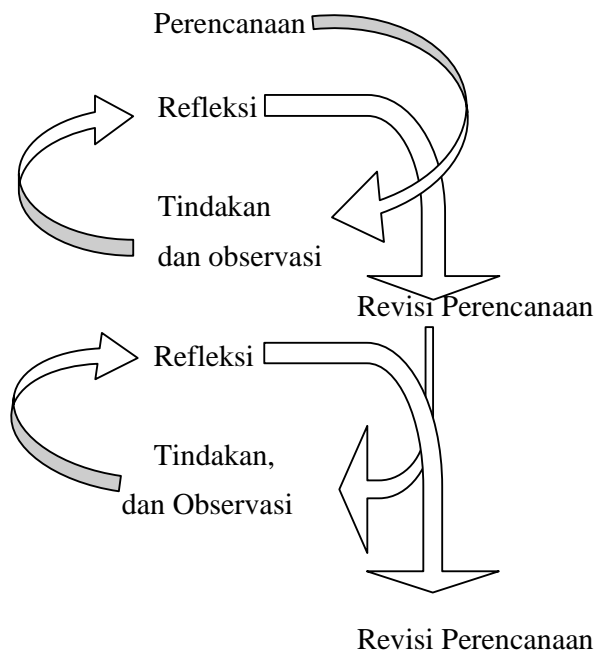 Perencanaan
Refleksi
Tindakan
dan observasi
Revisi Perencanaan
Refleksi
Tindakan,
dan Observasi
Revisi Perencanaan